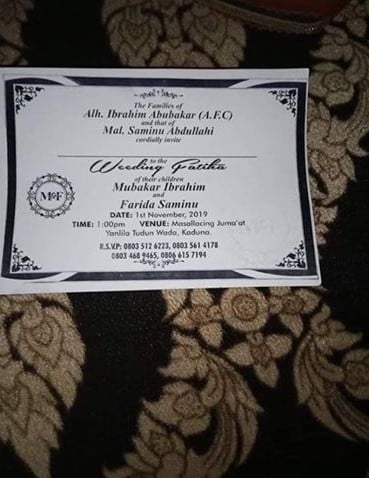 The Families of
Alh. Ibrahim Abubakar (A.F.C)
and that of
Mal. Saminu Abdullahi
cordially invite
to the
Weeding Fatiha
of their children
Mubakar Ibrahim
and
Farida Saminu
M&F
DATE: 1st November, 2019
TIME: 1:00pm VENUE: Masallacing Juma'at
Yanlila Tudun Wada, Kaduna.
R.S.V.P: 0803 512 6223, 0803 561 4178
0803 468 9465, 0806 615 7194